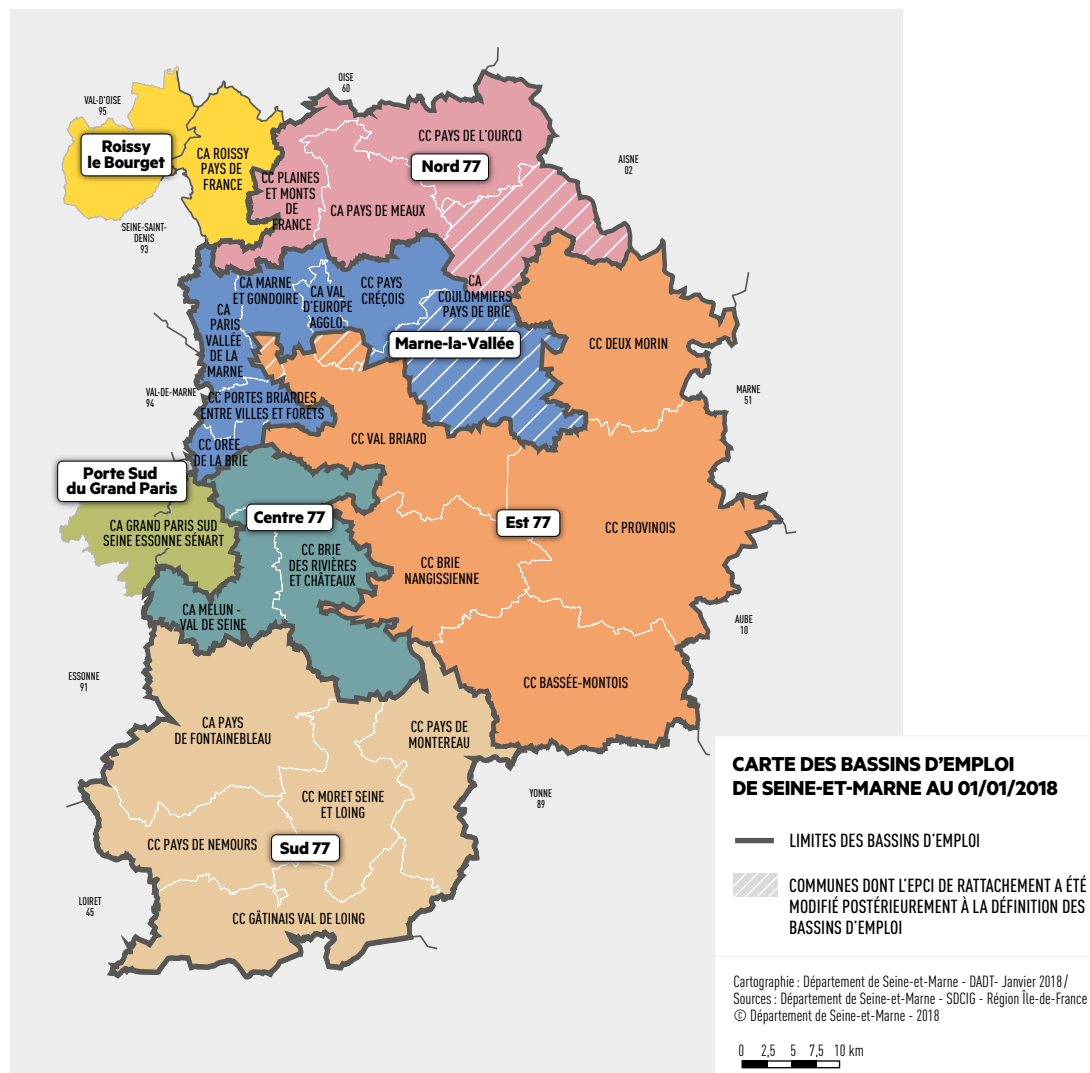 OISE
60
VAL-D'OISE
95
Roissy
le Bourget
CA ROISSY
PAYS DE
FRANCE
CC PAYS DE L'OURCQ
Nord 77
AISNE
02
CC PLAINES
ET MONTS
DE
FRANCE
CA PAYS DE MEAUX
SEINE-SAINT-
DENIS
93
CA MARNE
ET GONDOIRE
CA VAL
D'EUROPE
AGGLO.
CC PAYS
CRÉÇOIS
CA
COULOMMIERS
PAYS DE BRIE
CA
PARIS
VALLÉE
DE LA
MARNE
Marne-la-Vallée
CC DEUX MORIN
VAL-DE-MARNE
94
MARNE
51
CC PORTES BRIARDES
ENTRE VILLES ET FORÊTS
CC VAL BRIARD
CC ORÉE
DE LA BRIE
Porte Sud
du Grand Paris
CA GRAND PARIS SUD
SEINE ESSONNE SÉNART
Centre 77
Est 77
CC PROVINOIS
CC BRIE
DES RIVIÈRES
ET CHÂTEAUX
CC BRIE
NANGISSIENNE
CA MELUN -
VAL DE SEINE
AUBE
10
ESSONNE
91
CC BASSÉE-MONTOIS
CA PAYS
DE FONTAINEBLEAU
CC PAYS DE
MONTEREAU
CC MORET SEINE
ET LOING
YONNE
89
CC PAYS DE NEMOURS
Sud 77
LOIRET
45
CC GÂTINAIS VAL DE LOING
CARTE DES BASSINS D'EMPLOI
DE SEINE-ET-MARNE AU 01/01/2018
LIMITES DES BASSINS D'EMPLOI
COMMUNES DONT L'EPCI DE RATTACHEMENT A ÉTÉ
MODIFIÉ POSTÉRIEUREMENT À LA DÉFINITION DES
BASSINS D'EMPLOI
Cartographie : Département de Seine-et-Marne - DADT- Janvier 2018 /
Sources : Département de Seine-et-Marne - SDCIG - Région Île-de-France
© Département de Seine-et-Marne - 2018
0 2,5 5 7,5 10 km